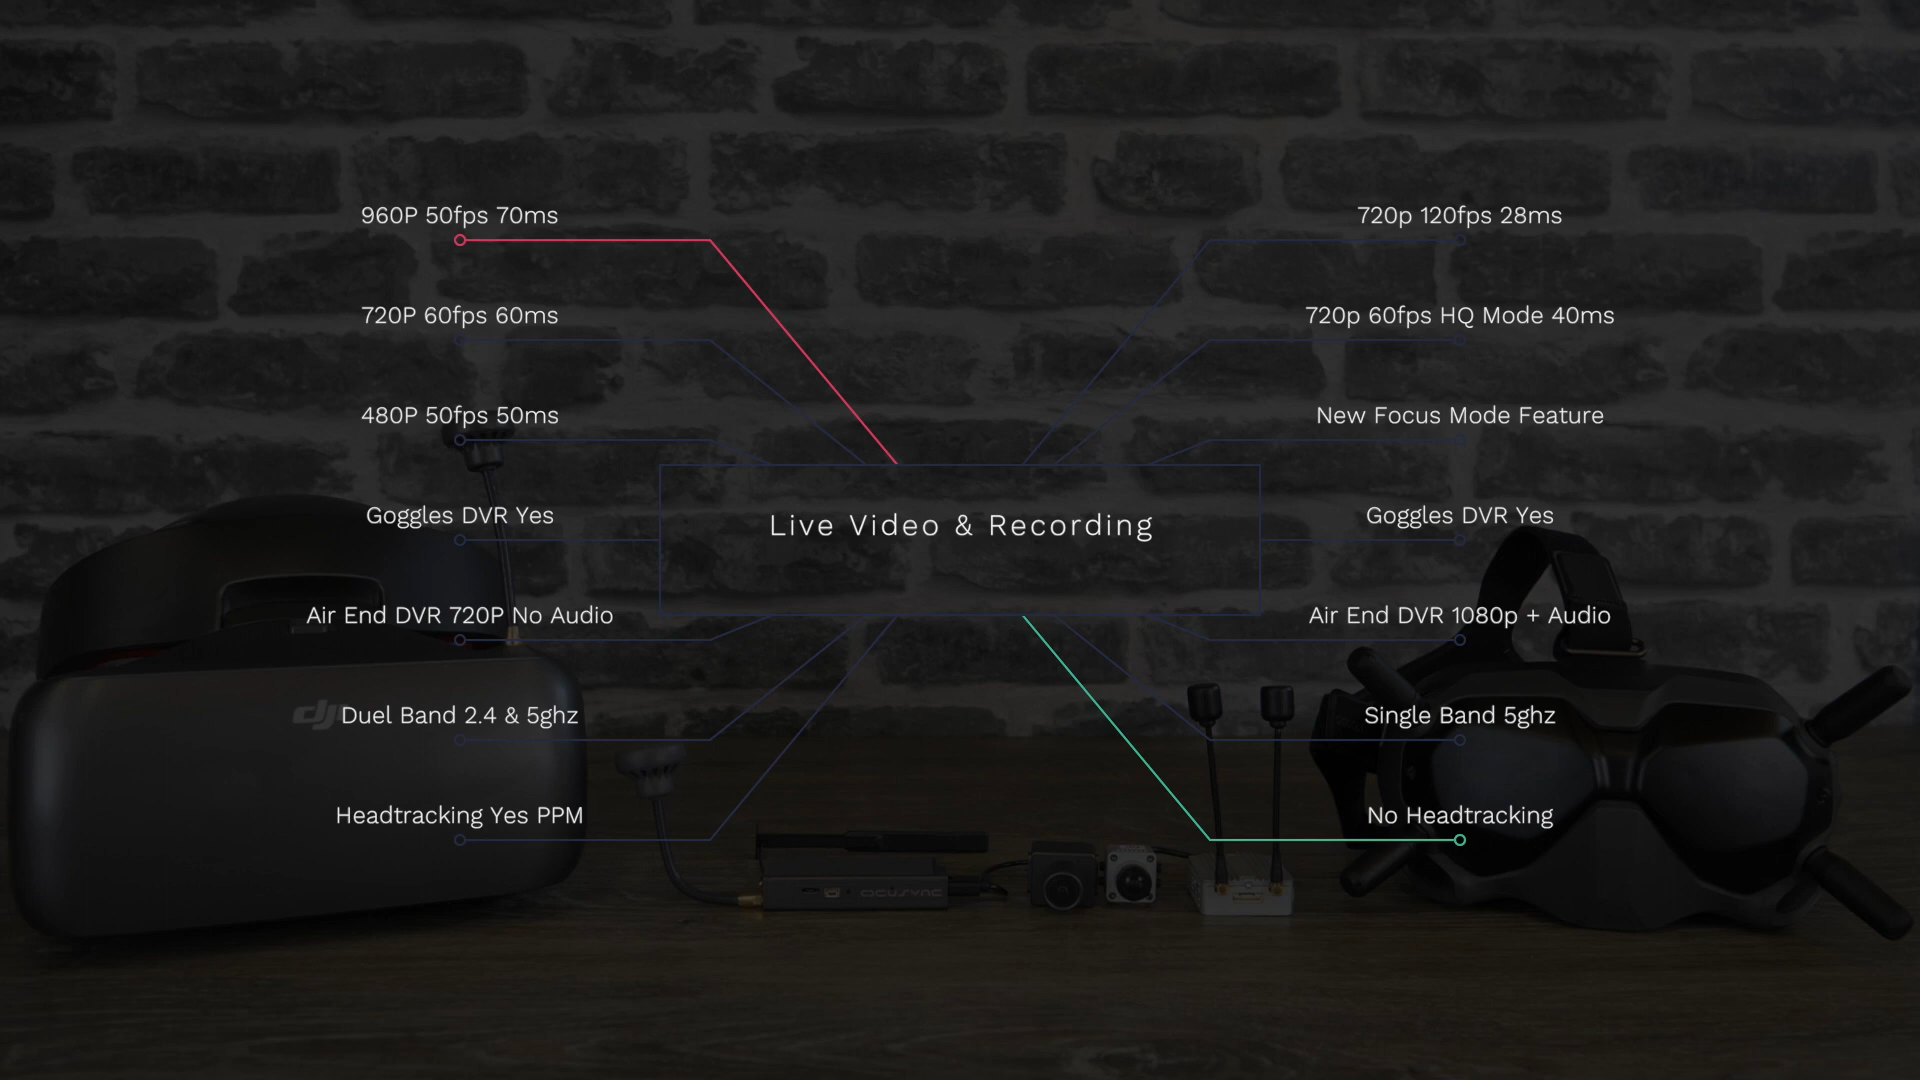 960P 50fps 70ms
720P 60fps 60ms
480P 50fps 50ms
Goggles DVR Yes
Air End DVR 720P No Audio
Duel Band 2.4 & 5ghz
Headtracking Yes PPM
Live Video & Recording
720p 120fps 28ms
720p 60fps HQ Mode 40ms
New Focus Mode Feature
Goggles DVR Yes
Air End DVR 1080p + Audio
Single Band 5ghz
No Headtracking
dji
OCUSYNC